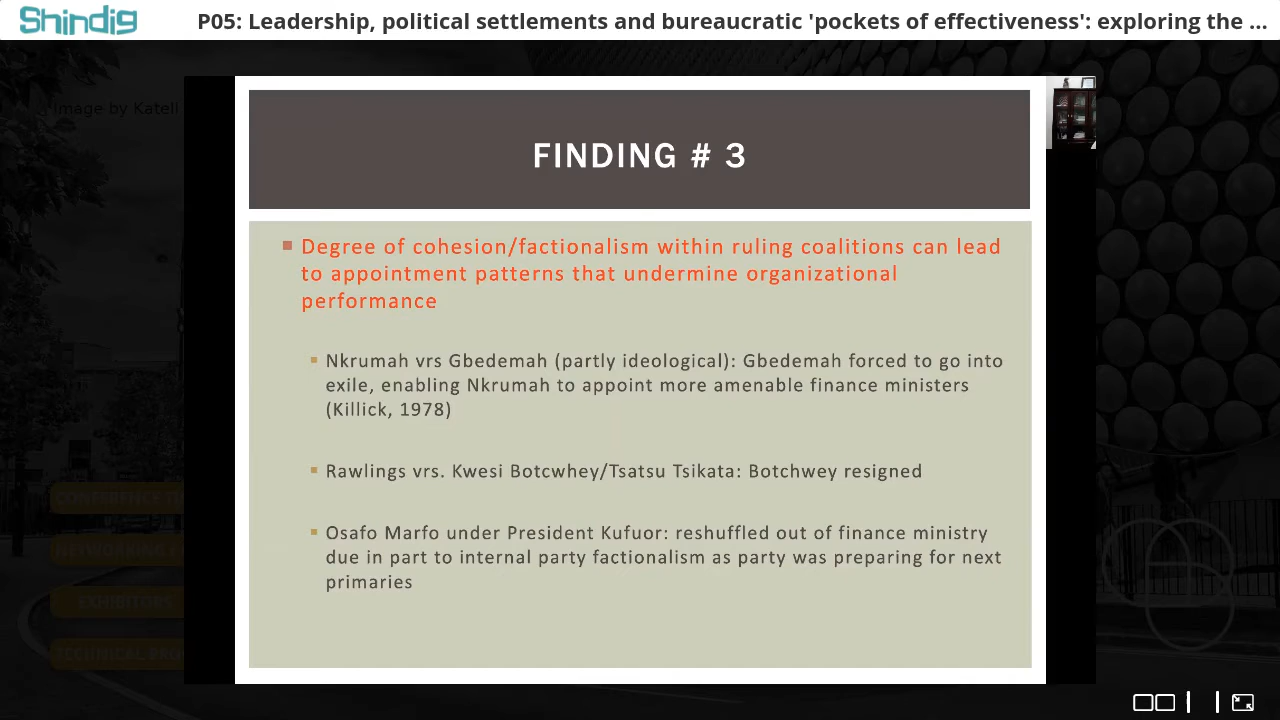 Shindig
P05: Leadership, political settlements and bureaucratic 'pockets of effectiveness': exploring the ...
Image by Katell
FINDING # 3
Degree of cohesion/factionalism within ruling coalitions can lead
to appointment patterns that undermine organizational
performance
Nkrumah vrs Gbedemah (partly ideological): Gbedemah forced to go into
exile, enabling Nkrumah to appoint more amenable finance ministers
(Killick, 1978)
Rawlings vrs. Kwesi Botcwhey/Tsatsu Tsikata: Botchwey resigned
Osafo Marfo under President Kufuor: reshuffled out of finance ministry
due in part to internal party factionalism as party was preparing for next
primaries
EXHIBITORS